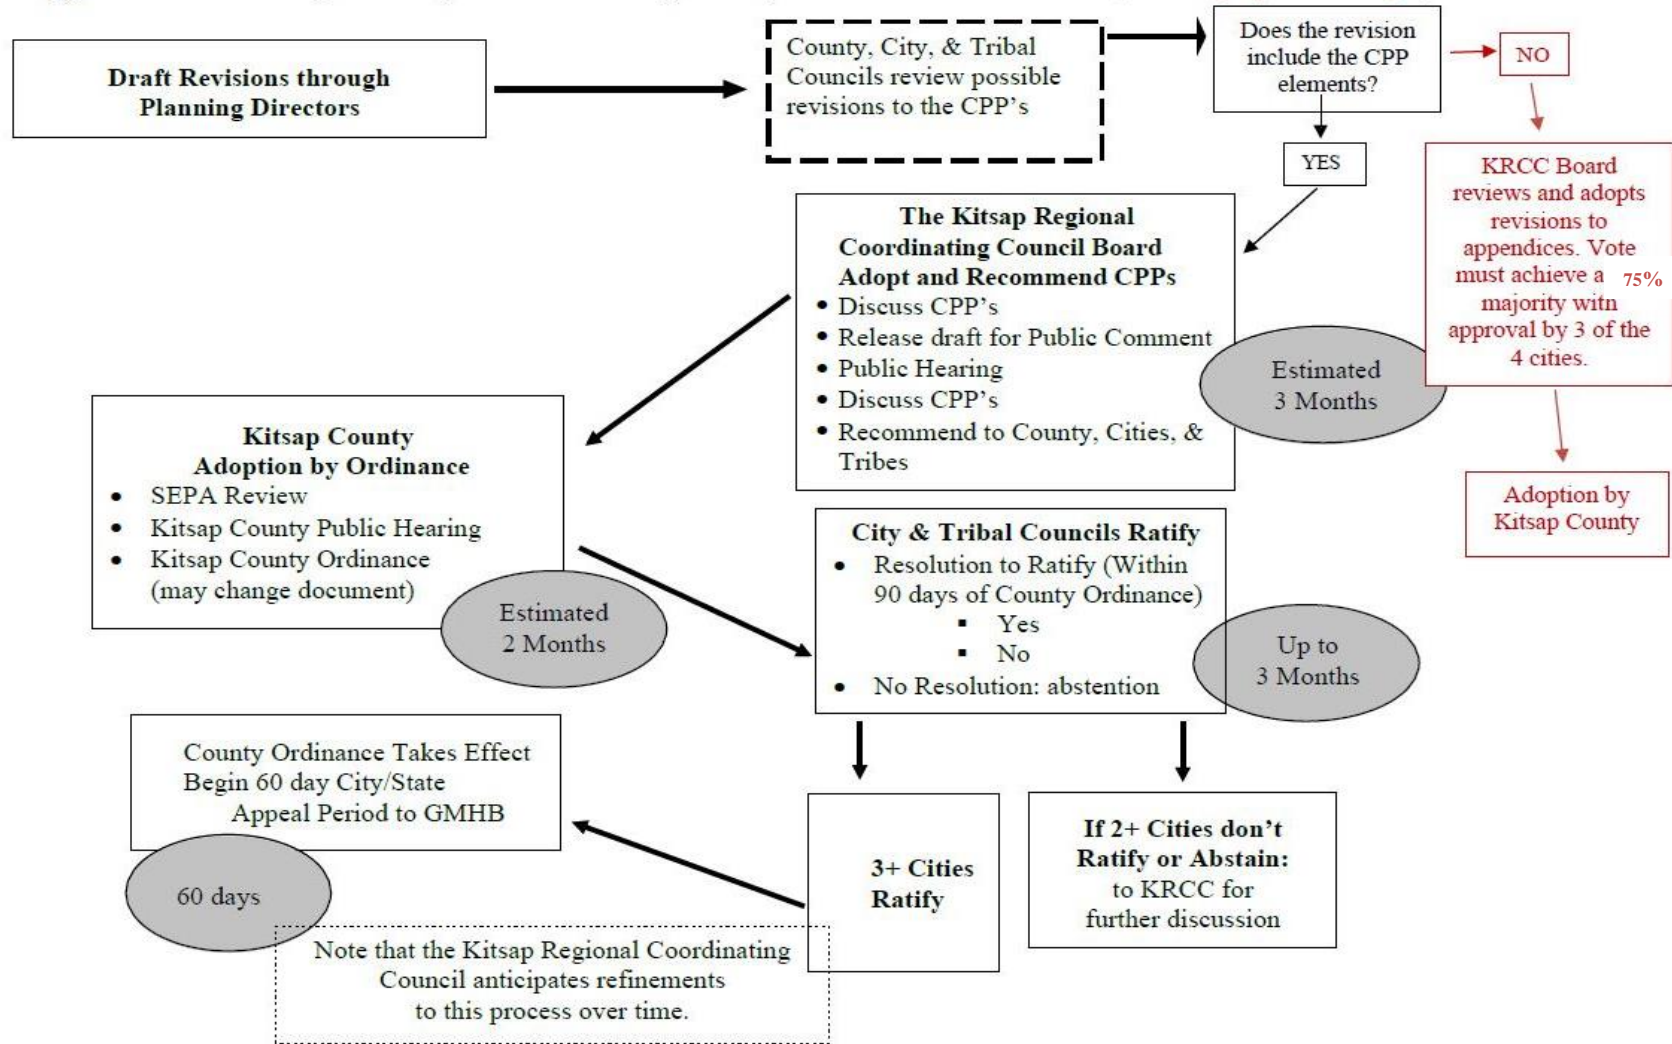 Draft Revisions through
Planning Directors
County, City, & Tribal
Councils review possible
revisions to the CPP's
Does the revision
include the CPP
elements?
NO
YES
KRCC Board
reviews and adopts
revisions to
appendices. Vote
must achieve a 75%
majority with
approval by 3 of the
4 cities.
Adoption by
Kitsap County
The Kitsap Regional
Coordinating Council Board
Adopt and Recommend CPPs
• Discuss CPP's
• Release draft for Public Comment
• Public Hearing
• Discuss CPP's
• Recommend to County, Cities, &
Tribes
Estimated
3 Months
Kitsap County
Adoption by Ordinance
• SEPA Review
• Kitsap County Public Hearing
• Kitsap County Ordinance
(may change document)
Estimated
2 Months
City & Tribal Councils Ratify
• Resolution to Ratify (Within
90 days of County Ordinance)
▪ Yes
▪ No
• No Resolution: abstention
Up to
3 Months
County Ordinance Takes Effect
Begin 60 day City/State
Appeal Period to GMHB
60 days
3+ Cities
Ratify
If 2+ Cities don't
Ratify or Abstain:
to KRCC for
further discussion
Note that the Kitsap Regional Coordinating
Council anticipates refinements
to this process over time.